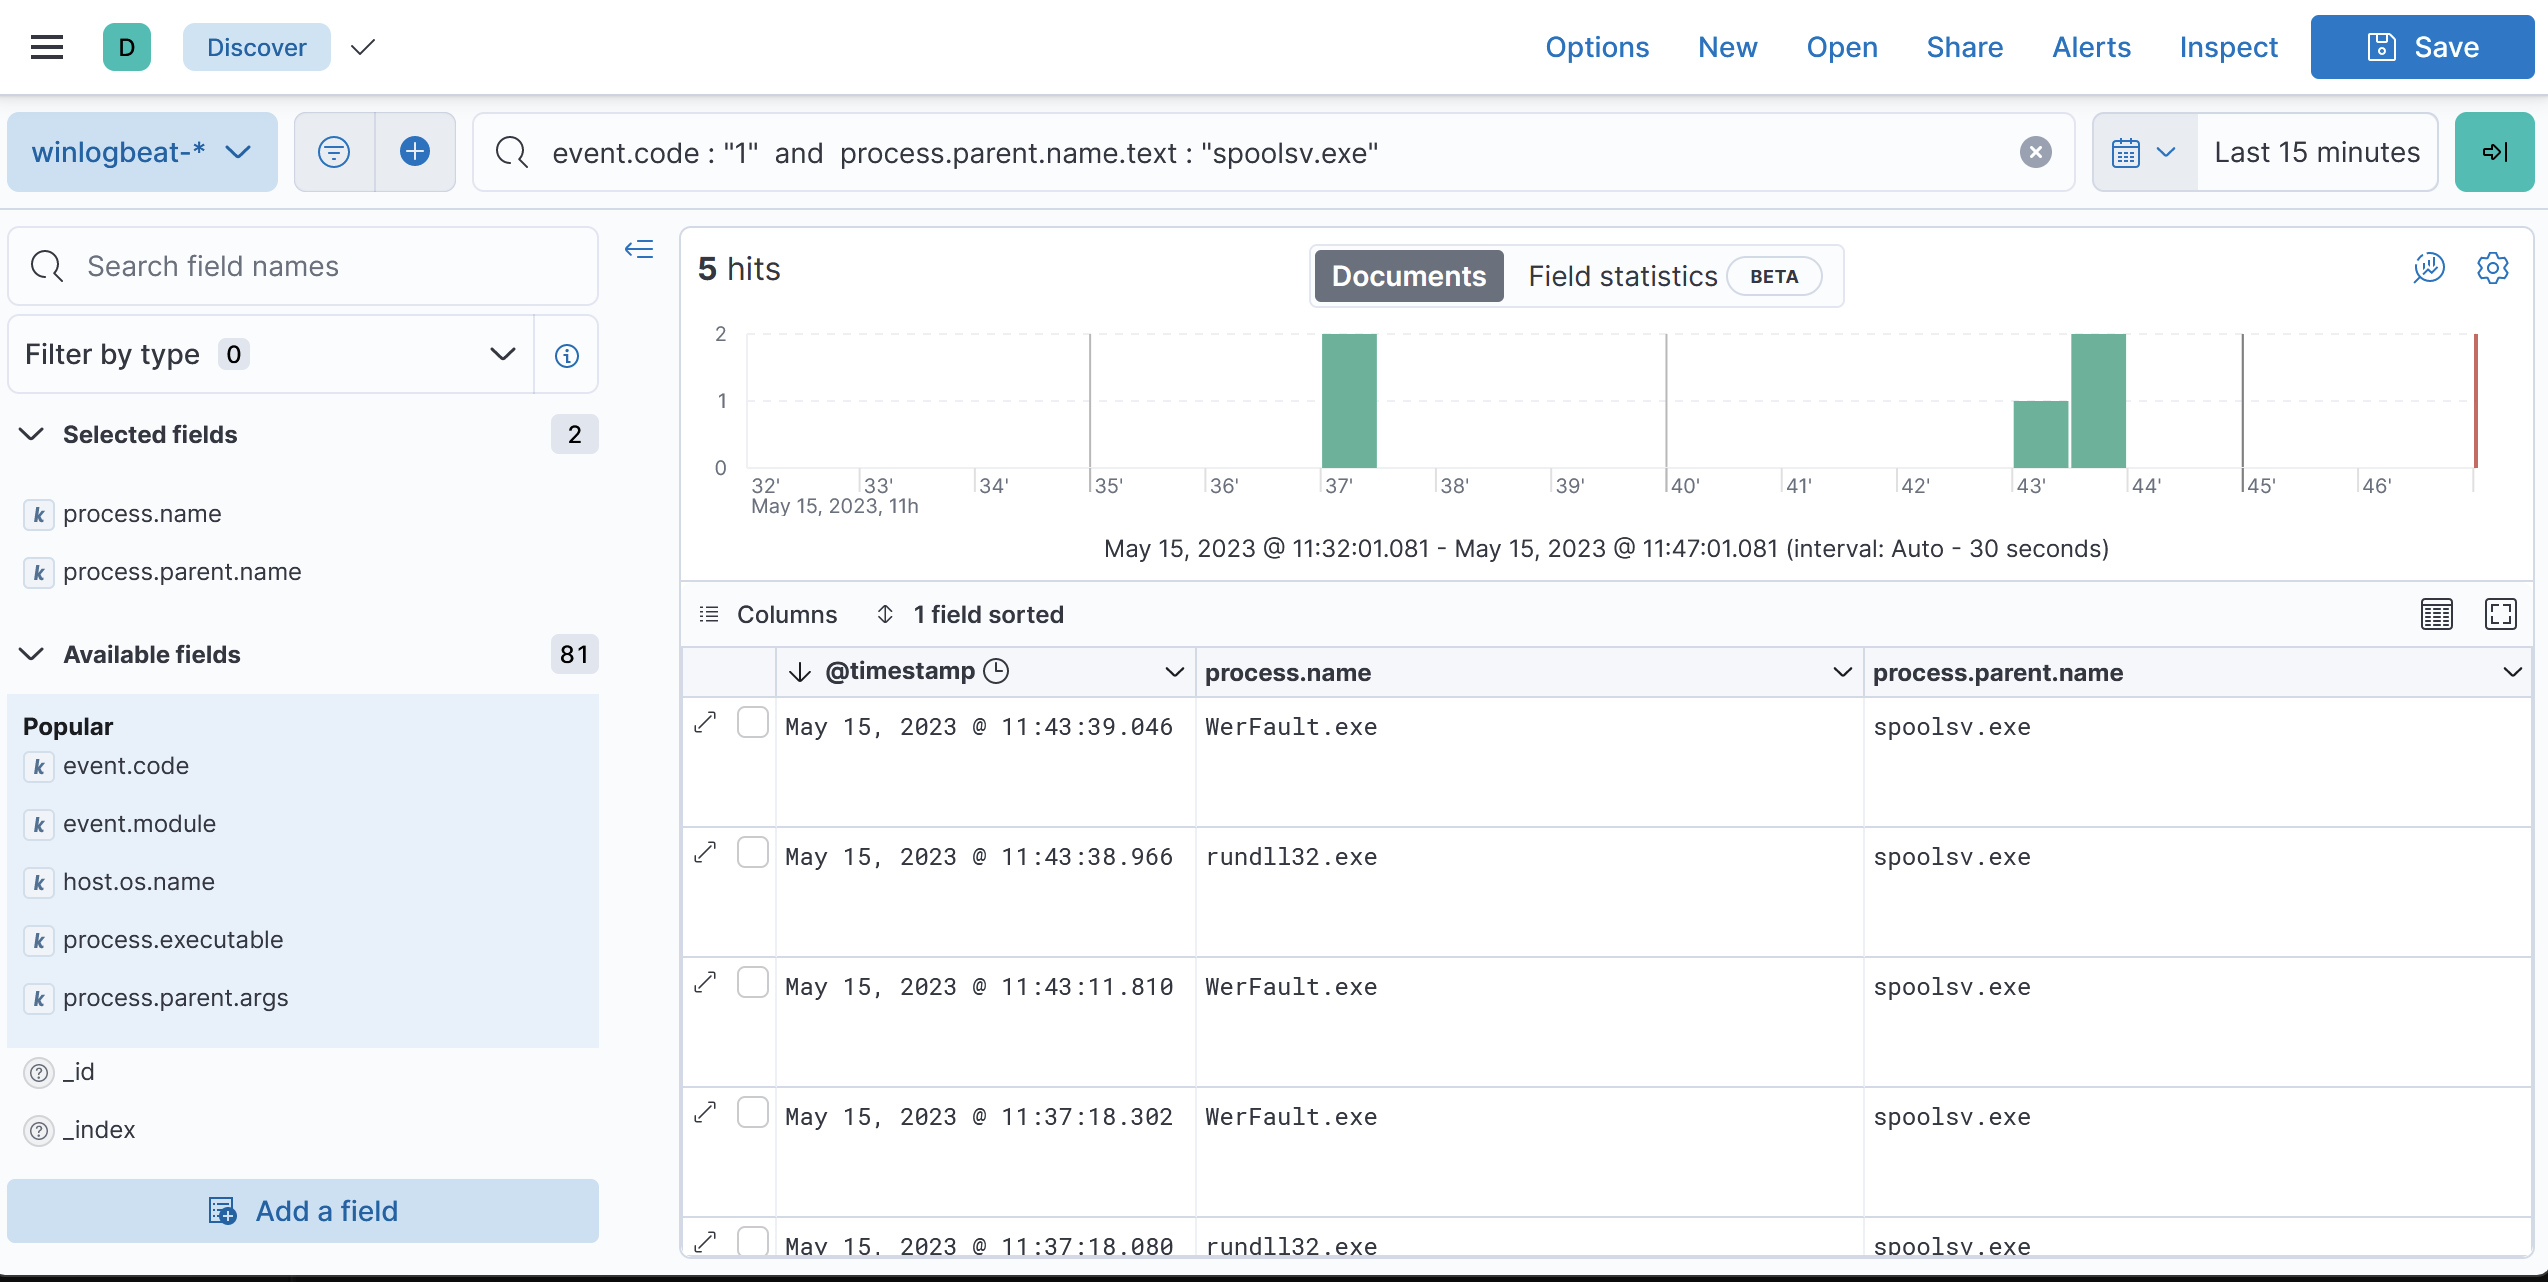 D Discover Options New Open Share Alerts Inspect Save
winlogbeat-* event.code : "1" and process.parent.name.text : "spoolsv.exe" Last 15 minutes
Search field names
Filter by type 0
Selected fields 2
k process.name
k process.parent.name
Available fields 81
Popular
k event.code
k event.module
k host.os.name
k process.executable
k process.parent.args
_id
_index
Add a field
5 hits Documents Field statistics BETA
2
1
0
32' 33' 34' 35' 36' 37' 38' 39' 40' 41' 42' 43' 44' 45' 46'
May 15, 2023, 11h
May 15, 2023 @ 11:32:01.081 - May 15, 2023 @ 11:47:01.081 (interval: Auto - 30 seconds)
Columns 1 field sorted
@timestamp process.name process.parent.name
May 15, 2023 @ 11:43:39.046 WerFault.exe spoolsv.exe
May 15, 2023 @ 11:43:38.966 rundll32.exe spoolsv.exe
May 15, 2023 @ 11:43:11.810 WerFault.exe spoolsv.exe
May 15, 2023 @ 11:37:18.302 WerFault.exe spoolsv.exe
May 15, 2023 @ 11:37:18.080 rundll32.exe spoolsv.exe